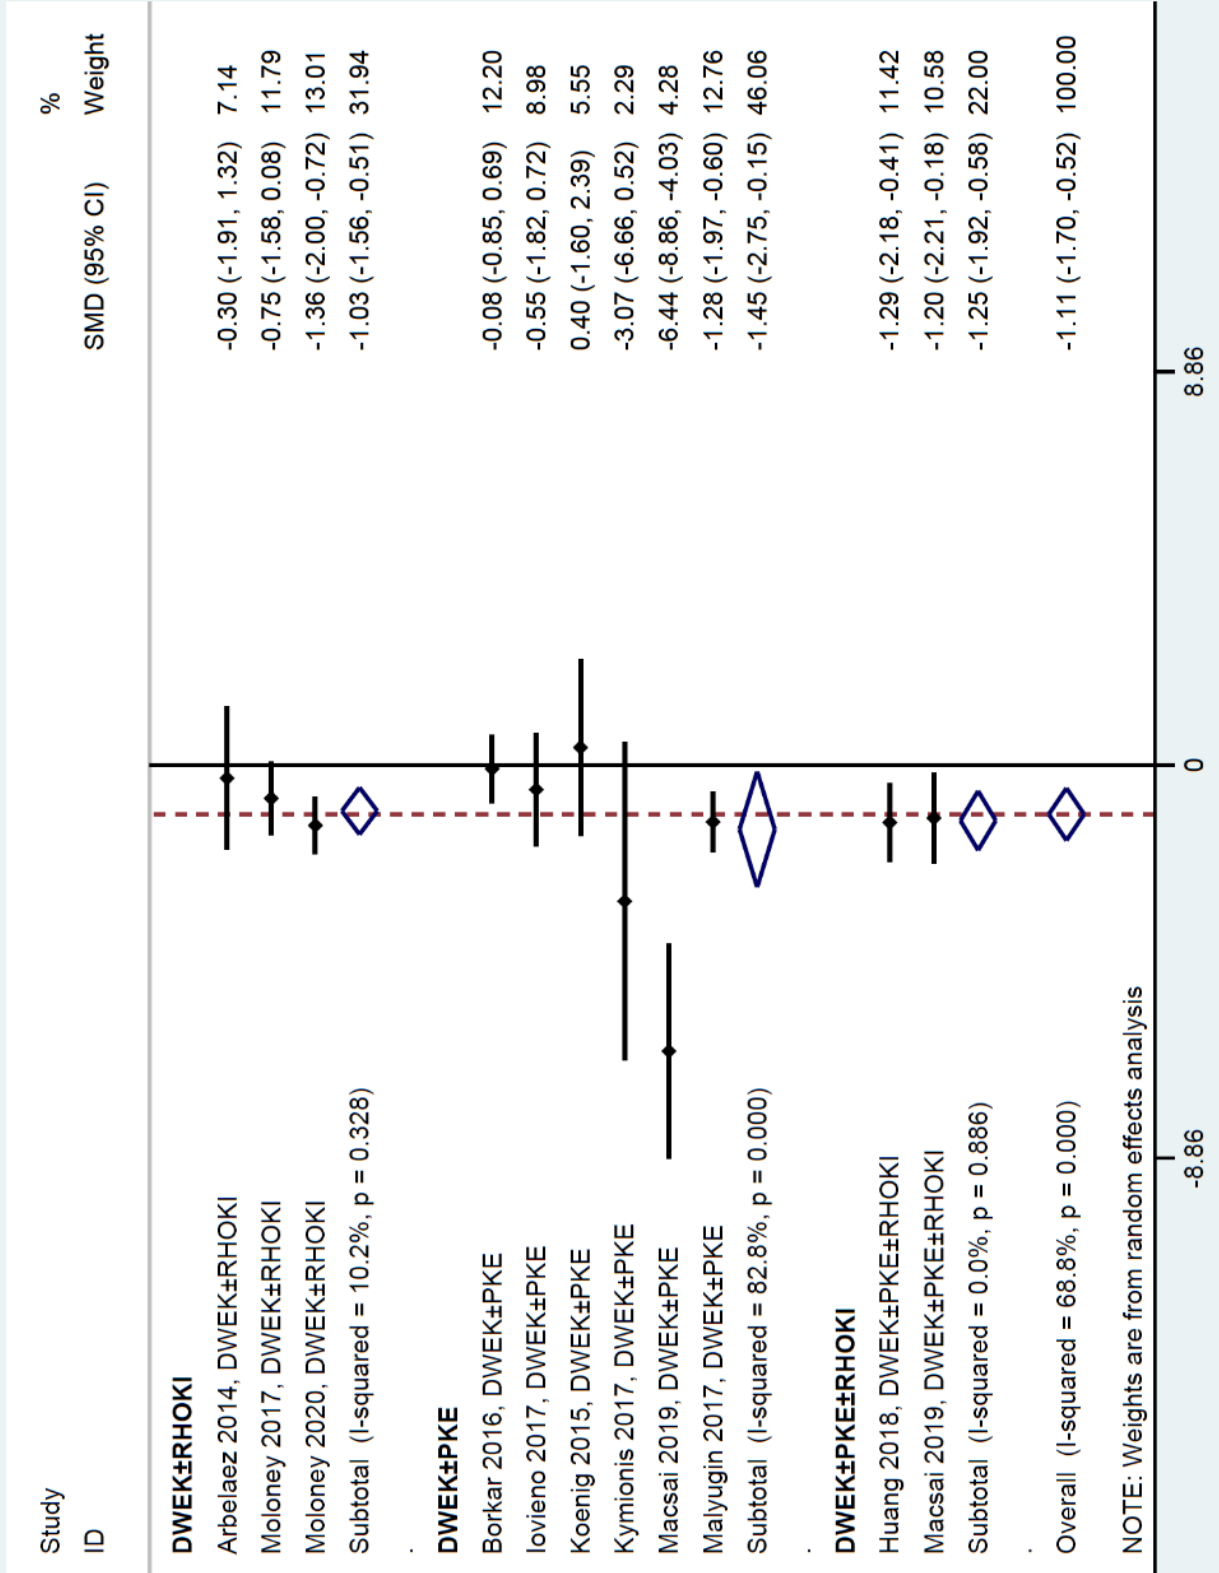 Study %
ID SMD (95% CI) Weight
DWEK±RHOKI
Arbelaez 2014, DWEK±RHOKI -0.30 (-1.91, 1.32) 7.14
Moloney 2017, DWEK±RHOKI -0.75 (-1.58, 0.08) 11.79
Moloney 2020, DWEK±RHOKI -1.36 (-2.00, -0.72) 13.01
Subtotal (I-squared = 10.2%, p = 0.328) -1.03 (-1.56, -0.51) 31.94
.
DWEK±PKE
Borkar 2016, DWEK±PKE -0.08 (-0.85, 0.69) 12.20
Iovieno 2017, DWEK±PKE -0.55 (-1.82, 0.72) 8.98
Koenig 2015, DWEK±PKE 0.40 (-1.60, 2.39) 5.55
Kymionis 2017, DWEK±PKE -3.07 (-6.66, 0.52) 2.29
Macsai 2019, DWEK±PKE -6.44 (-8.86, -4.03) 4.28
Malyugin 2017, DWEK±PKE -1.28 (-1.97, -0.60) 12.76
Subtotal (I-squared = 82.8%, p = 0.000) -1.45 (-2.75, -0.15) 46.06
.
DWEK±PKE±RHOKI
Huang 2018, DWEK±PKE±RHOKI -1.29 (-2.18, -0.41) 11.42
Macsai 2019, DWEK±PKE±RHOKI -1.20 (-2.21, -0.18) 10.58
Subtotal (I-squared = 0.0%, p = 0.886) -1.25 (-1.92, -0.58) 22.00
.
Overall (I-squared = 68.8%, p = 0.000) -1.11 (-1.70, -0.52) 100.00
NOTE: Weights are from random effects analysis
-8.86 0 8.86